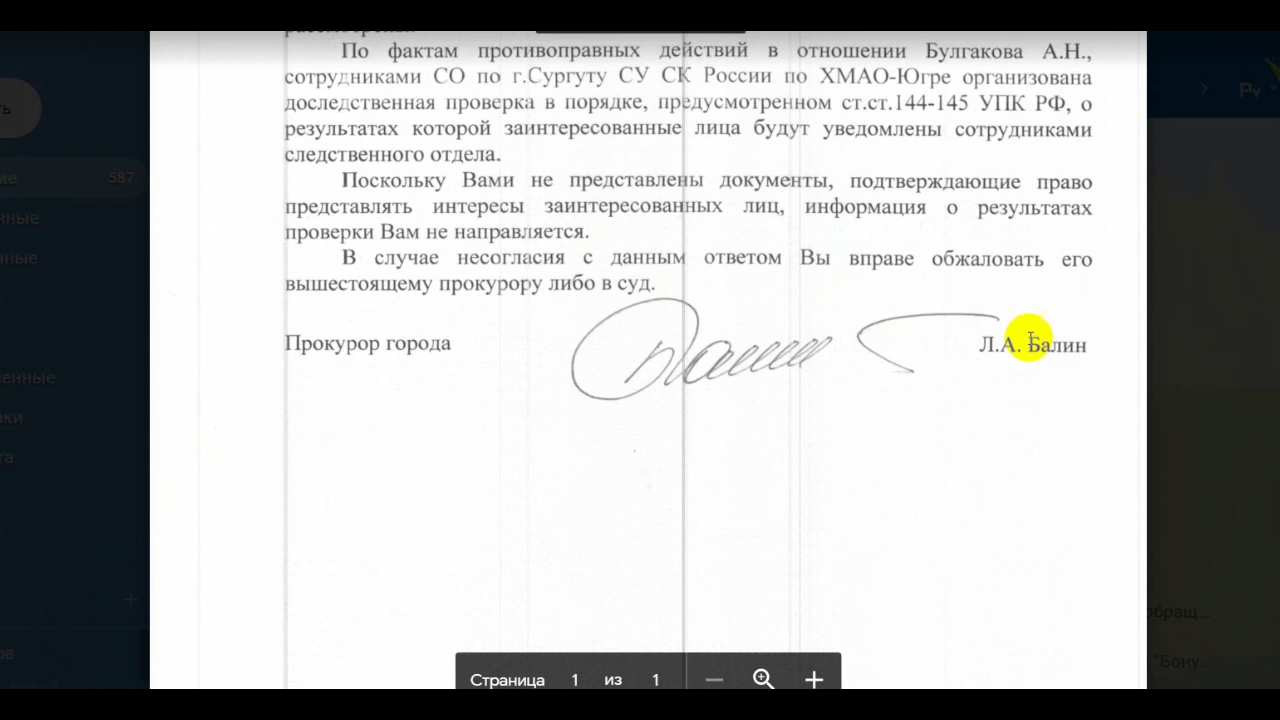 По фактам противоправных действий в отношении Булгакова А.Н.,
сотрудниками СО по г.Сургуту СУ СК России по ХМАО-Югре организована
доследственная проверка в порядке, предусмотренном ст.ст.144-145 УПК РФ, о
результатах которой заинтересованные лица будут уведомлены сотрудниками
следственного отдела.
Поскольку Вами не представлены документы, подтверждающие право
представлять интересы заинтересованных лиц, информация о результатах
проверки Вам не направляется.
В случае несогласия с данным ответом Вы вправе обжаловать его
вышестоящему прокурору либо в суд.
Прокурор города Л.А. Балин
587
обращ...
"Бону...
Страница 1 из 1